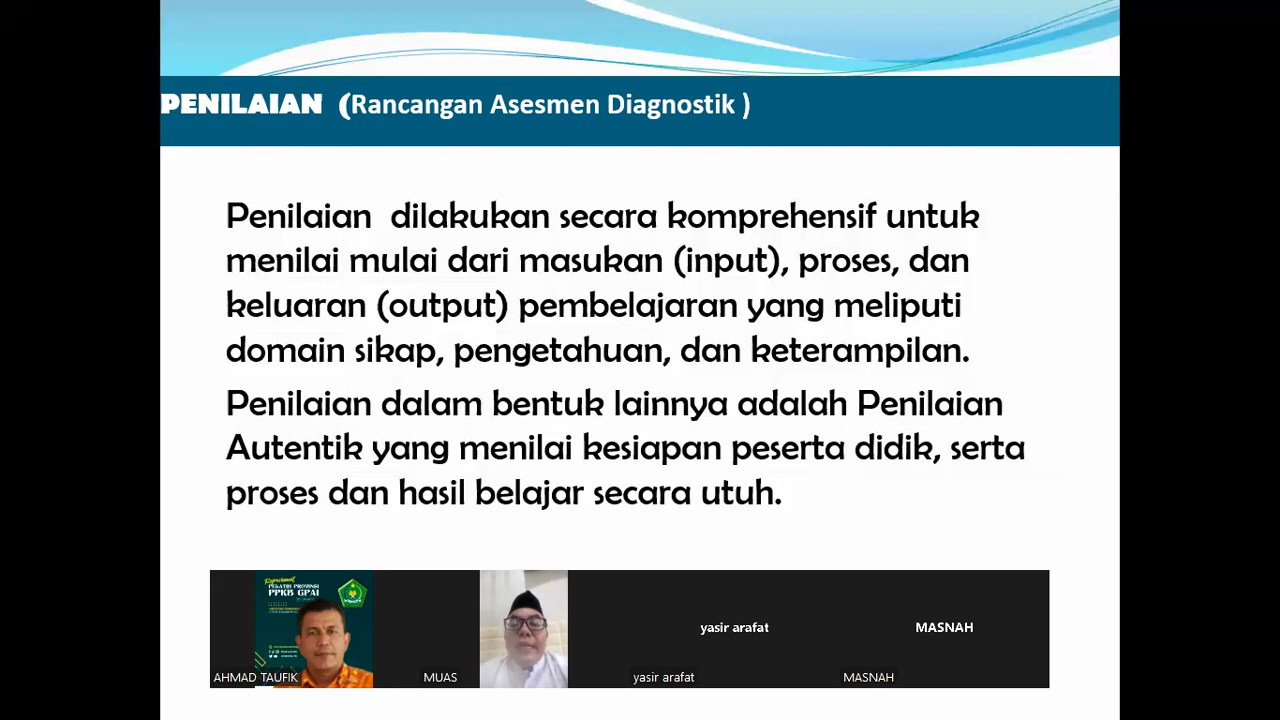 PENILAIAN (Rancangan Asesmen Diagnostik )
Penilaian dilakukan secara komprehensif untuk
menilai mulai dari masukan (input), proses, dan
keluaran (output) pembelajaran yang meliputi
domain sikap, pengetahuan, dan keterampilan.
Penilaian dalam bentuk lainnya adalah Penilaian
Autentik yang menilai kesiapan peserta didik, serta
proses dan hasil belajar secara utuh.
PELATIH PROVINSI
PPKB GPAI
yasir arafat
MASNAH
AHMAD TAUFIK
MUAS
yasir arafat
MASNAH